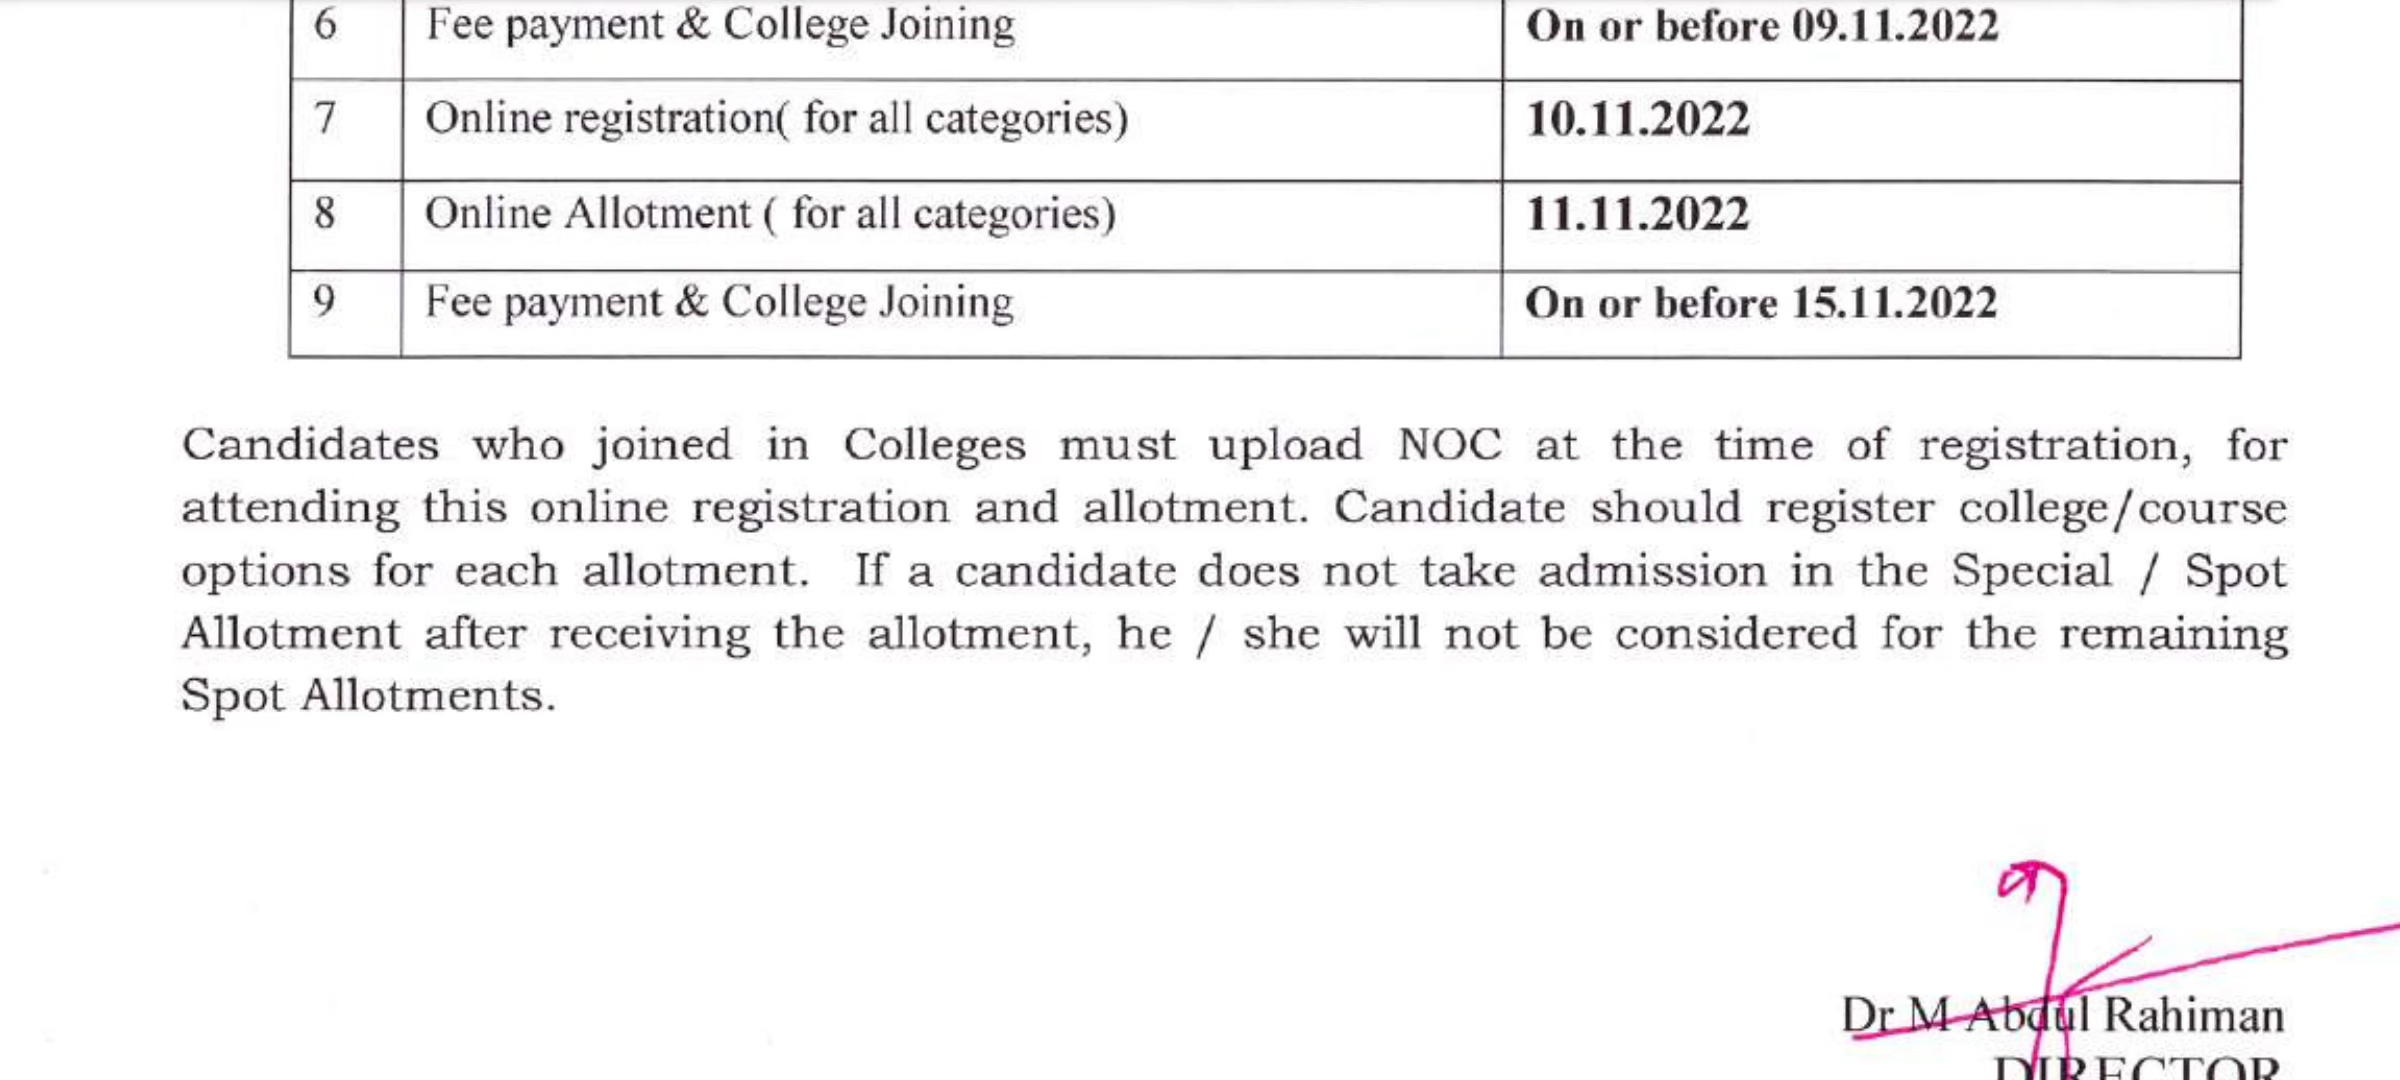 6 Fee payment & College Joining On or before 09.11.2022
7 Online registration( for all categories) 10.11.2022
8 Online Allotment ( for all categories) 11.11.2022
9 Fee payment & College Joining On or before 15.11.2022
Candidates who joined in Colleges must upload NOC at the time of registration, for
attending this online registration and allotment. Candidate should register college/course
options for each allotment. If a candidate does not take admission in the Special / Spot
Allotment after receiving the allotment, he / she will not be considered for the remaining
Spot Allotments.
Dr M Abdul Rahiman
DIRECTOR